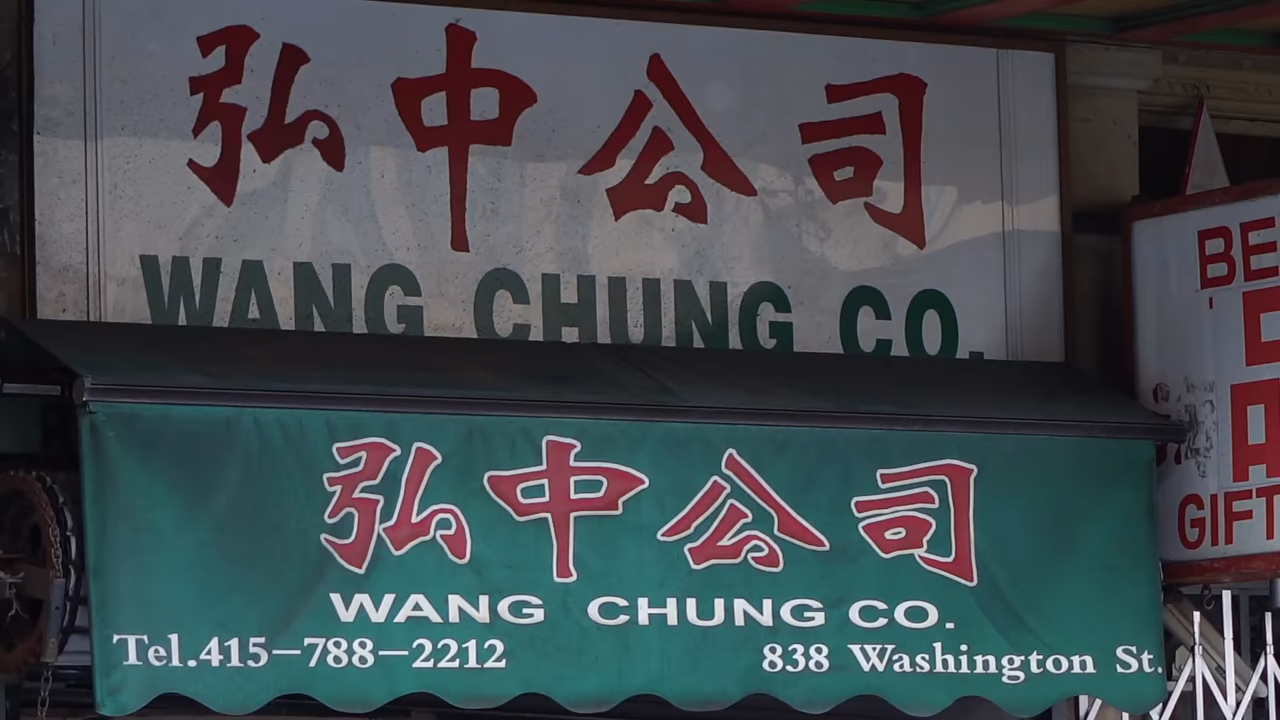 弘中公司
WANG CHUNG CO.
弘中公司
WANG CHUNG CO.
Tel.415-788-2212
838 Washington St.